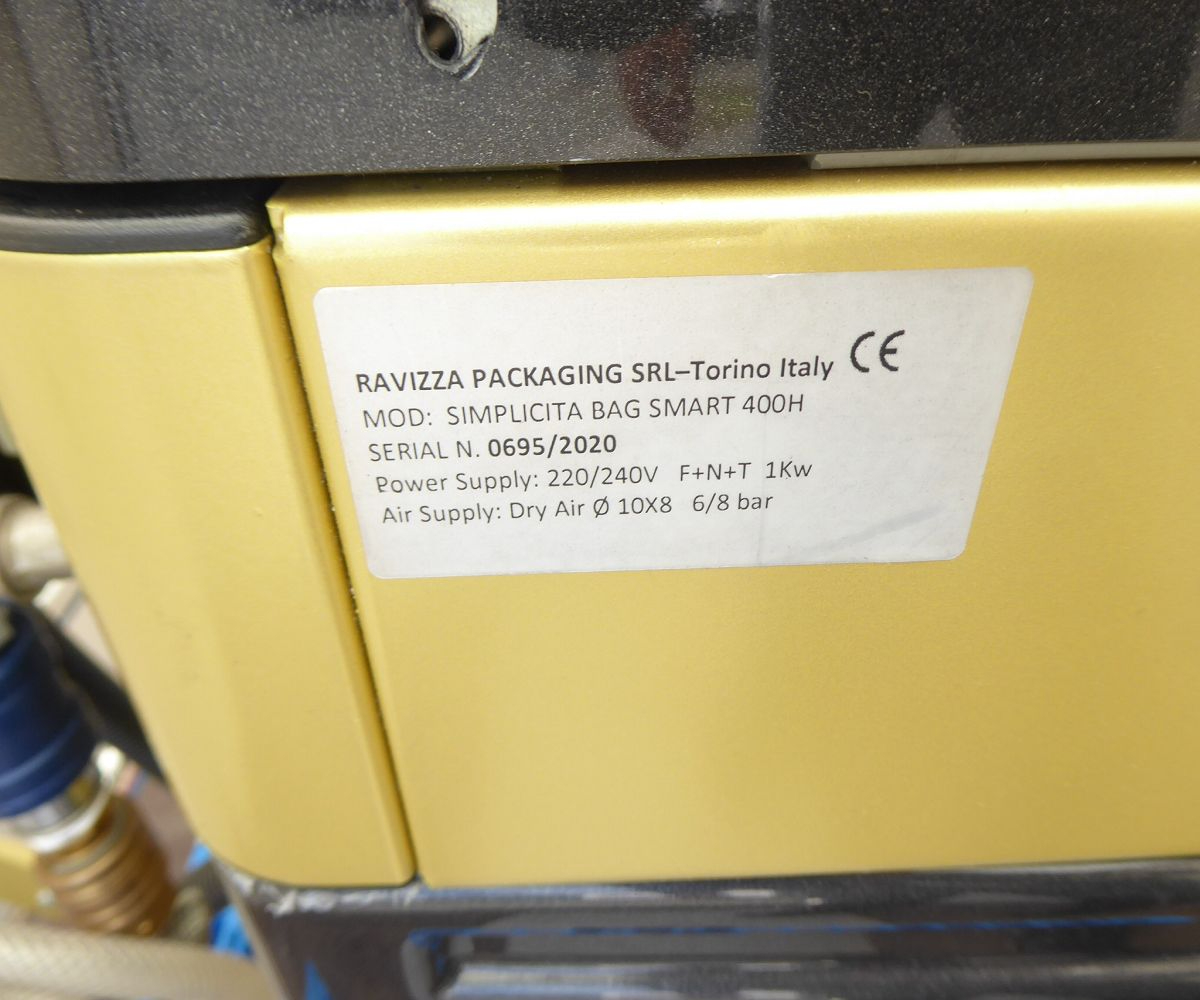 RAVIZZA PACKAGING SRL–Torino Italy CE
MOD: SIMPLICITA BAG SMART 400H
SERIAL N. 0695/2020
Power Supply: 220/240V F+N+T 1Kw
Air Supply: Dry Air Ø 10X8 6/8 bar